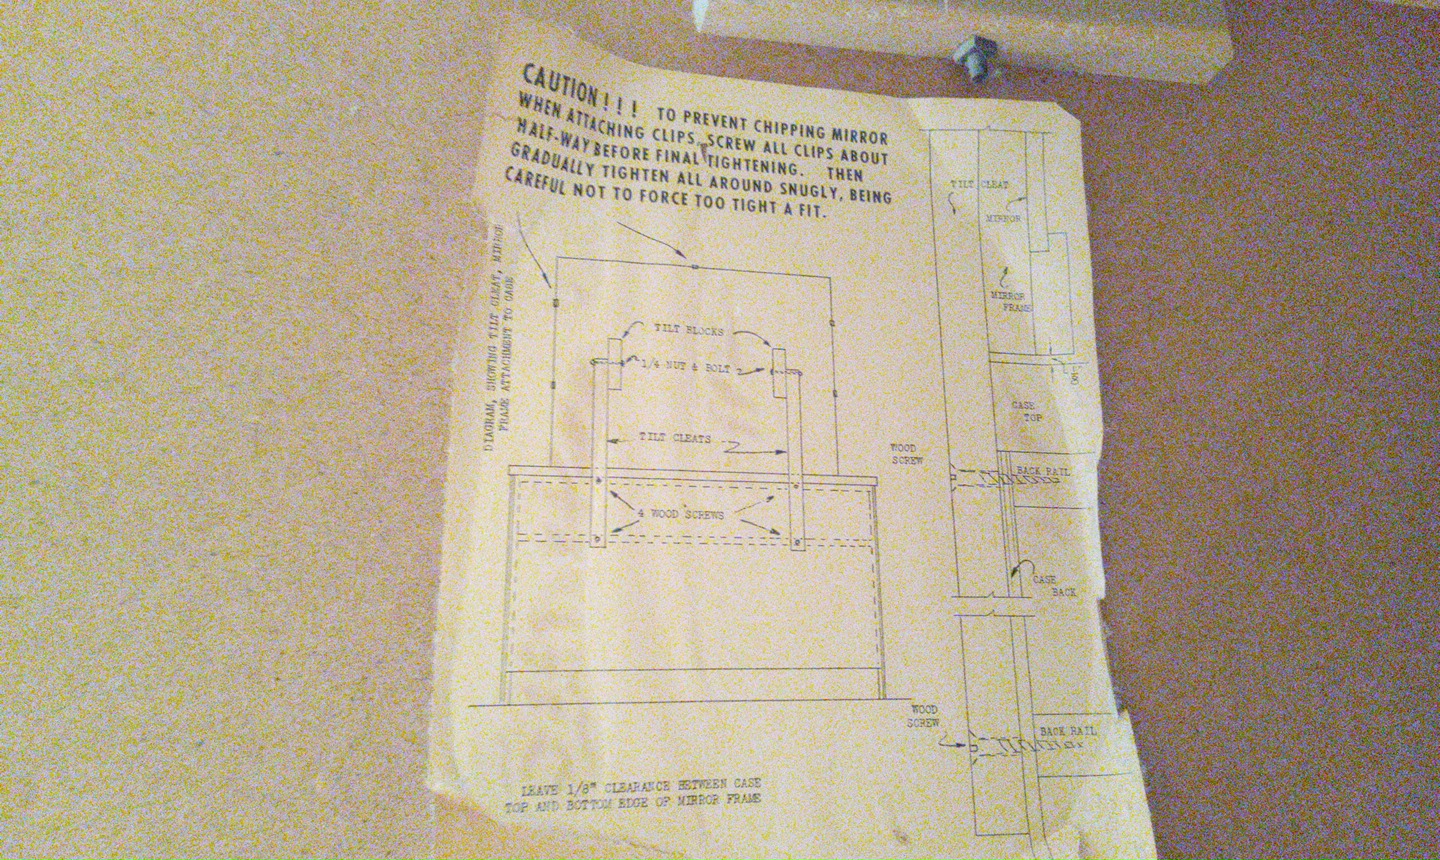 CAUTION!!! TO PREVENT CHIPPING MIRROR
WHEN ATTACHING CLIPS, SCREW ALL CLIPS ABOUT
HALF-WAY BEFORE FINAL TIGHTENING. THEN
GRADUALLY TIGHTEN ALL AROUND SNUGLY, BEING
CAREFUL NOT TO FORCE TOO TIGHT A FIT.
DIAGRAM, SHOWING TILT CLEAT, MIRROR
FRAME ATTACHMENT TO CASE
TILT BLOCKS
1/4 NUT & BOLT
TILT CLEATS
4 WOOD SCREWS
LEAVE 1/8" CLEARANCE BETWEEN CASE
TOP AND BOTTOM EDGE OF MIRROR FRAME
TILT CLEAT
MIRROR
MIRROR
FRAME
CASE
TOP
WOOD
SCREW
BACK RAIL
CASE
BACK
WOOD
SCREW
BACK RAIL